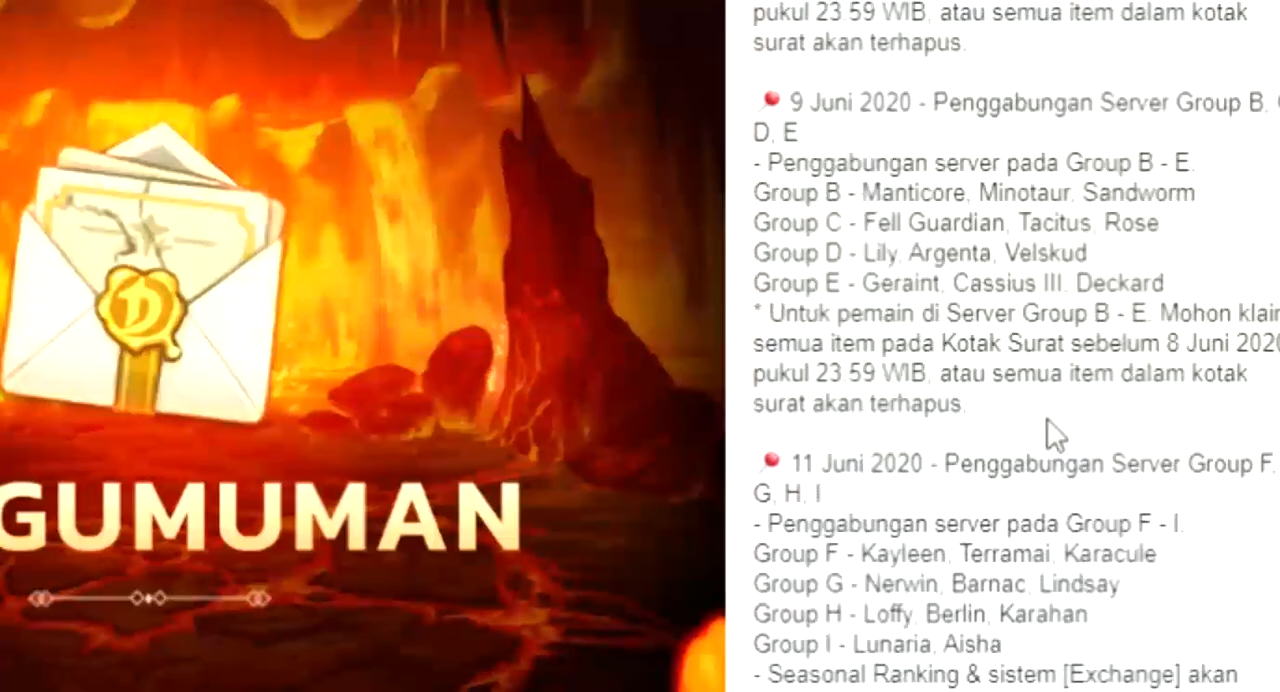 GUMUMAN
pukul 23.59 WIB, atau semua item dalam kotak
surat akan terhapus.
9 Juni 2020 - Penggabungan Server Group B,
D, E
- Penggabungan server pada Group B - E.
Group B - Manticore, Minotaur, Sandworm
Group C - Fell Guardian, Tacitus, Rose
Group D - Lily, Argenta, Velskud
Group E - Geraint, Cassius III, Deckard
* Untuk pemain di Server Group B - E. Mohon klaim
semua item pada Kotak Surat sebelum 8 Juni 2020
pukul 23.59 WIB, atau semua item dalam kotak
surat akan terhapus.
11 Juni 2020 - Penggabungan Server Group F,
G, H, I
- Penggabungan server pada Group F - I.
Group F - Kayleen, Terramai, Karacule
Group G - Nerwin, Barnac, Lindsay
Group H - Loffy, Berlin, Karahan
Group I - Lunaria, Aisha
- Seasonal Ranking & sistem [Exchange] akan